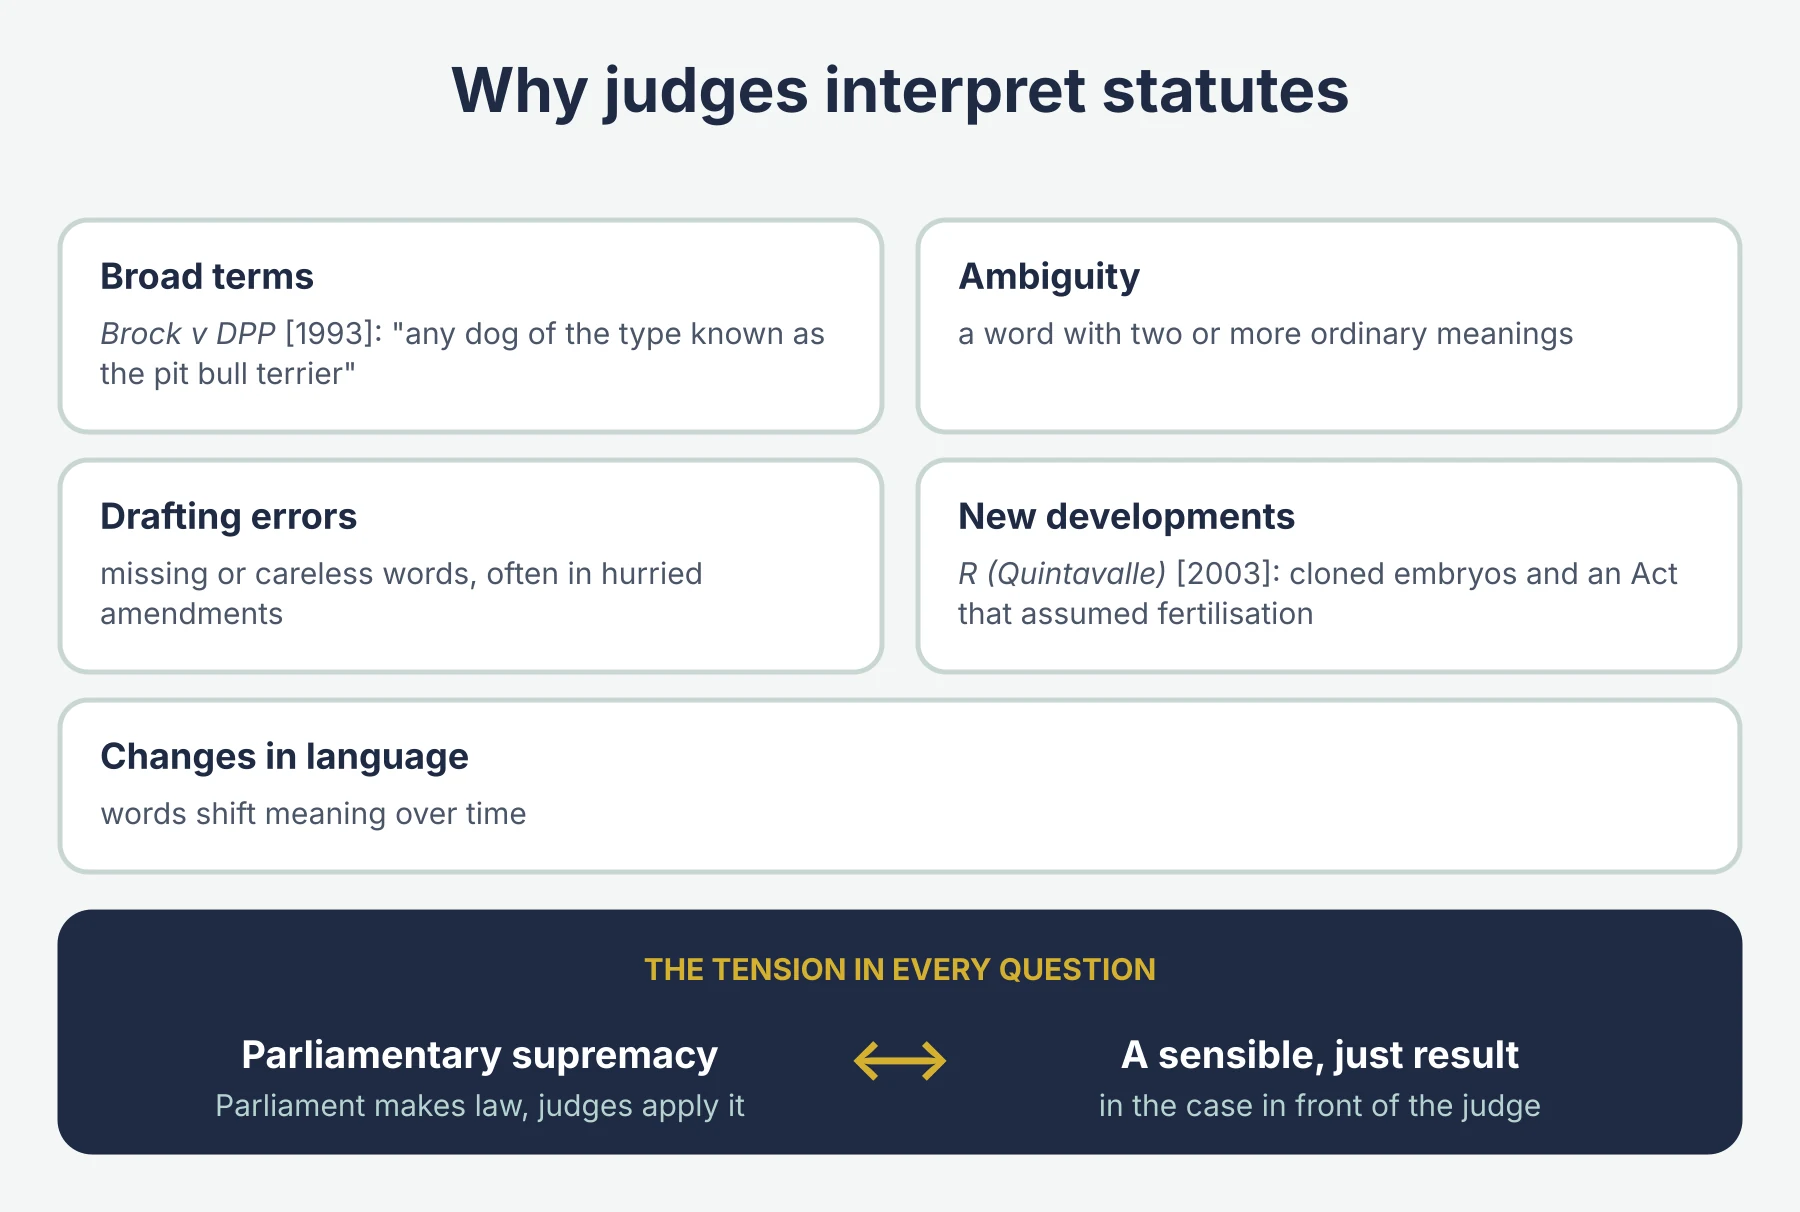 Why judges interpret statutes
Broad terms
Brock v DPP [1993]: "any dog of the type known as
the pit bull terrier"
Ambiguity
a word with two or more ordinary meanings
Drafting errors
missing or careless words, often in hurried
amendments
New developments
R (Quintavalle) [2003]: cloned embryos and an Act
that assumed fertilisation
Changes in language
words shift meaning over time
THE TENSION IN EVERY QUESTION
Parliamentary supremacy
Parliament makes law, judges apply it
A sensible, just result
in the case in front of the judge